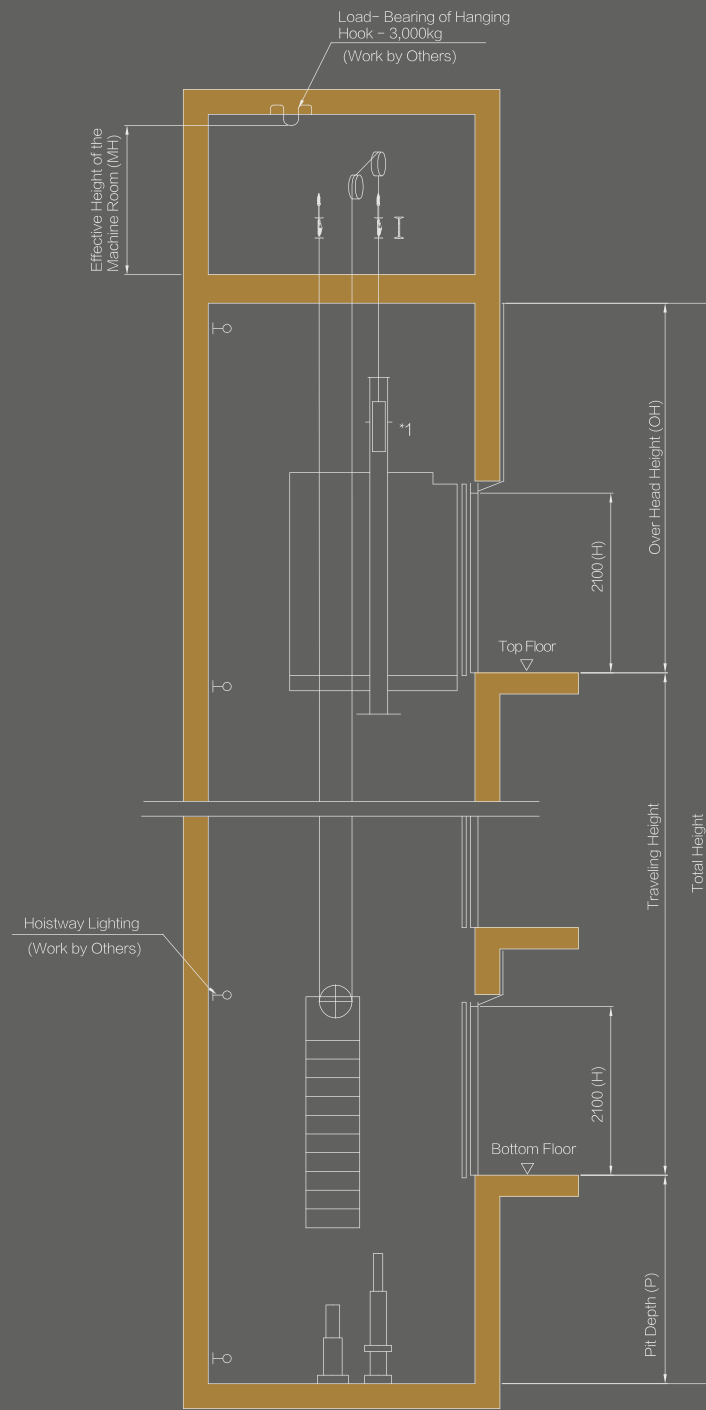 Load- Bearing of Hanging
Hook - 3,000kg
(Work by Others)
Effective Height of the
Machine Room (MH)
*1
Over Head Height (OH)
2100 (H)
Top Floor
Traveling Height
Total Height
Hoistway Lighting
(Work by Others)
2100 (H)
Bottom Floor
Pit Depth (P)